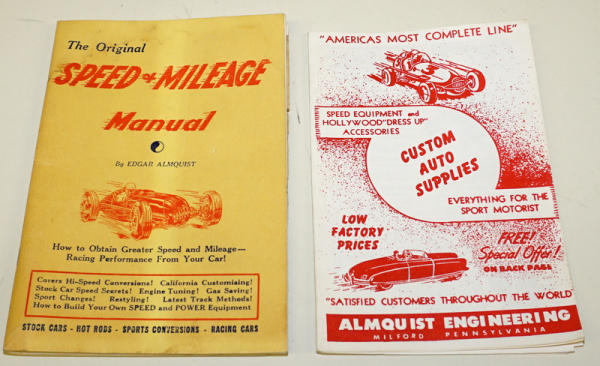 The Original
SPEED and MILEAGE
Manual
By EDGAR ALMQUIST
How to Obtain Greater Speed and Mileage—
Racing Performance From Your Car!
Covers Hi-Speed Conversions! California Customising!
Stock Car Speed Secrets! Engine Tuning! Gas Saving!
Sport Changes! Restyling! Latest Track Methods!
How to Build Your Own SPEED and POWER Equipment
STOCK CARS - HOT RODS - SPORTS CONVERSIONS - RACING CARS
"AMERICAS MOST COMPLETE LINE"
3
SPEED EQUIPMENT and
HOLLYWOOD "DRESS UP"
ACCESSORIES
CUSTOM
AUTO
SUPPLIES
EVERYTHING FOR THE
SPORT MOTORIST
LOW
FACTORY
PRICES
FREE!
Special Offer!
ON BACK PAGE
"SATISFIED CUSTOMERS THROUGHOUT THE WORLD"
ALMQUIST ENGINEERING
MILFORD PENNSYLVANIA